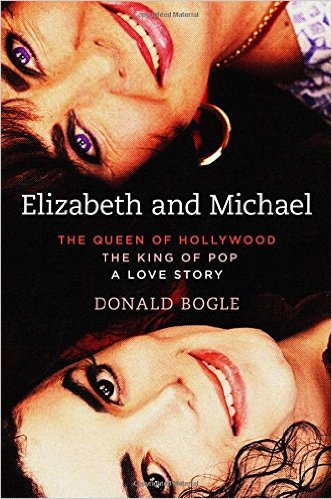 Elizabeth and Michael
THE QUEEN OF HOLLYWOOD
THE KING OF POP
A LOVE STORY
DONALD BOGLE